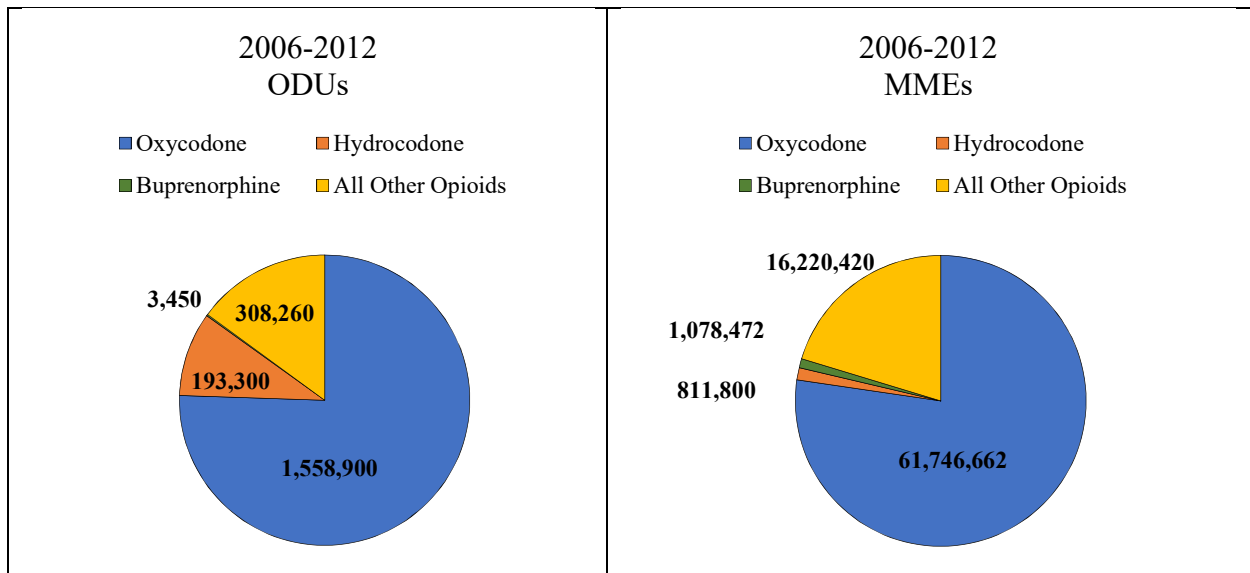 2006-2012
ODUs
Oxycodone
Hydrocodone
Buprenorphine
All Other Opioids
3,450
308,260
193,300
1,558,900
2006-2012
MMEs
Oxycodone
Hydrocodone
Buprenorphine
All Other Opioids
16,220,420
1,078,472
811,800
61,746,662